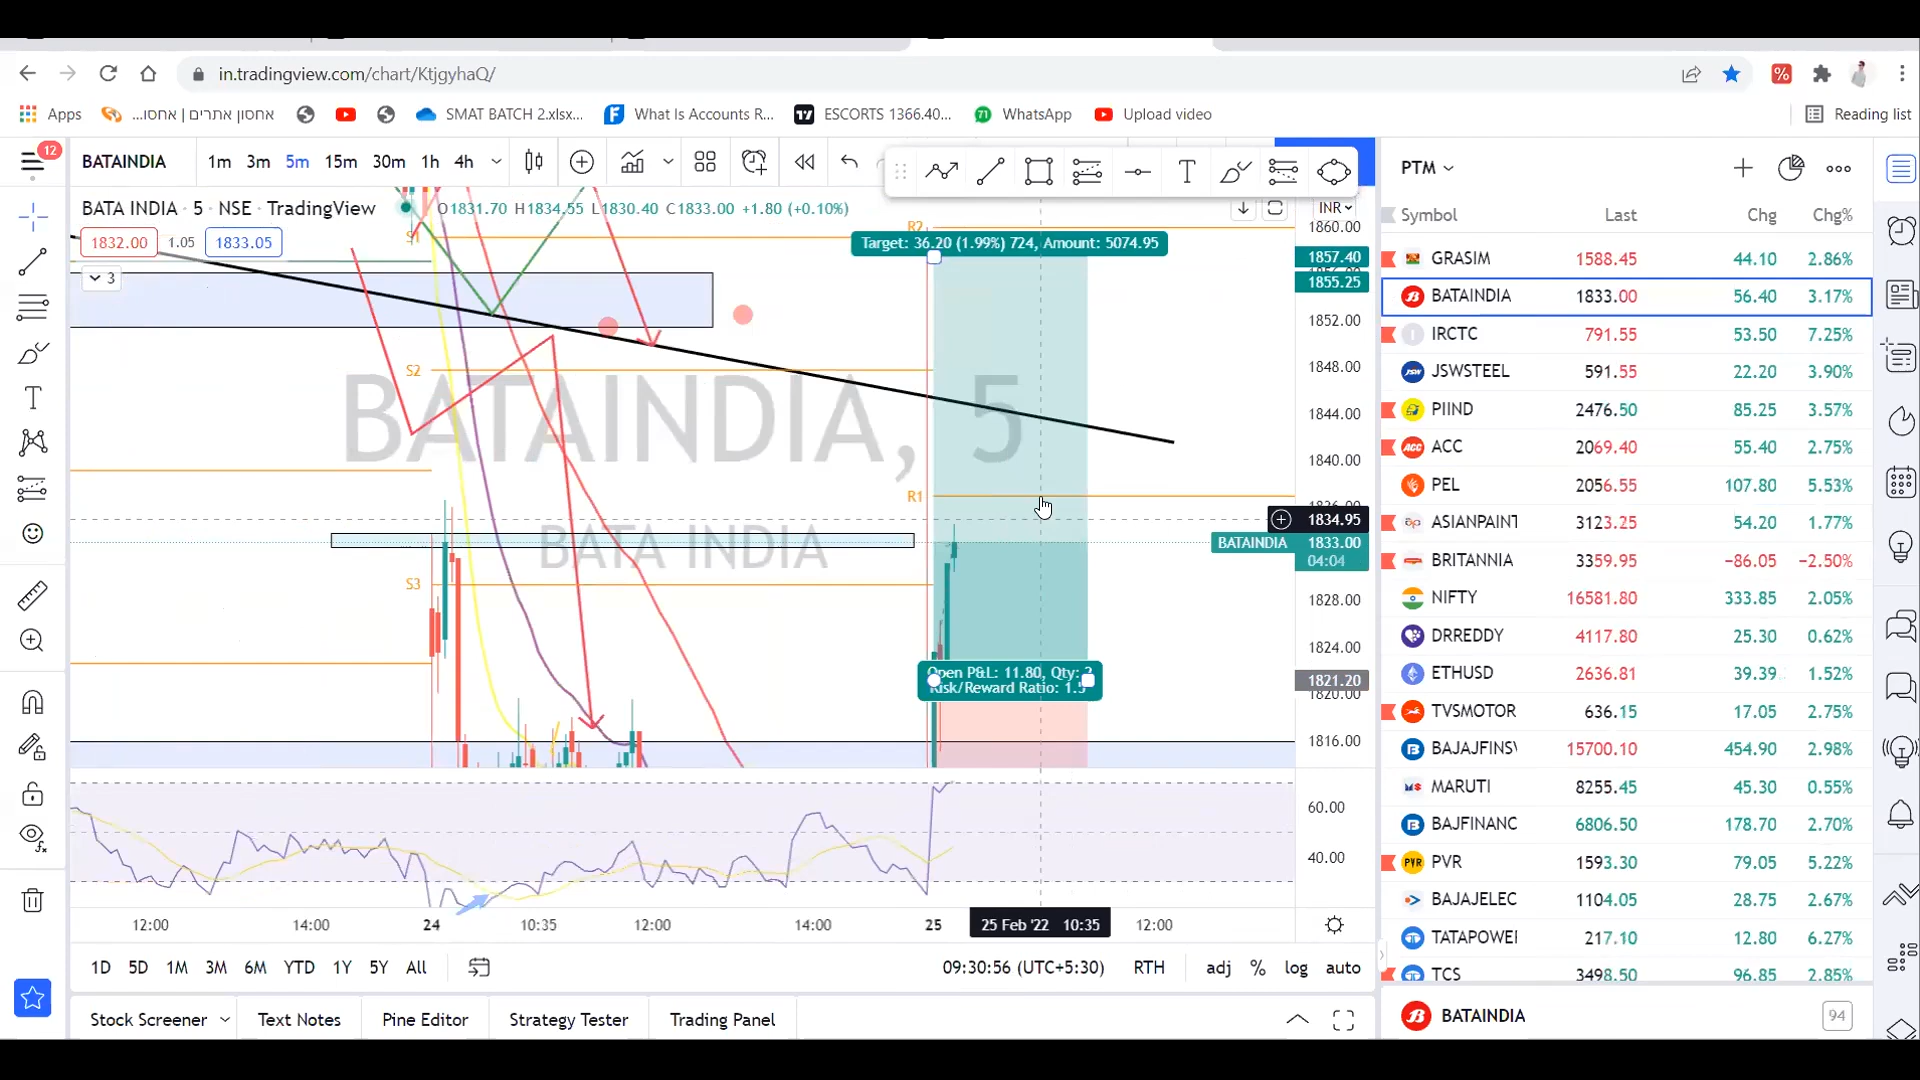 in.tradingview.com/chart/KtjgyhaQ/
Apps
אחסון אתרים | אחסו...
SMAT BATCH 2.xlsx...
What Is Accounts R...
ESCORTS 1366.40...
WhatsApp
Upload video
Reading list
12
BATAINDIA
1m 3m 5m 15m 30m 1h 4h
BATA INDIA · 5 · NSE · TradingView
O1831.70 H1834.55 L1830.40 C1833.00 +1.80 (+0.10%)
1832.00 1.05 1833.05
3
INR
Target: 36.20 (1.99%) 724, Amount: 5074.95
R2
S1
S2
R1
S3
BATAINDIA, 5
BATA INDIA
Open P&L: 11.80, Qty:
Risk/Reward Ratio: 1.5
1860.00
1857.40
1855.25
1852.00
1848.00
1844.00
1840.00
1834.95
BATAINDIA 1833.00
04:04
1828.00
1824.00
1821.20
1820.00
1816.00
60.00
40.00
12:00 14:00 24 10:35 12:00 14:00 25 25 Feb '22 10:35 12:00
1D 5D 1M 3M 6M YTD 1Y 5Y All
09:30:56 (UTC+5:30) RTH adj % log auto
Stock Screener Text Notes Pine Editor Strategy Tester Trading Panel
PTM
Symbol Last Chg Chg%
GRASIM 1588.45 44.10 2.86%
BATAINDIA 1833.00 56.40 3.17%
IRCTC 791.55 53.50 7.25%
JSWSTEEL 591.55 22.20 3.90%
PIIND 2476.50 85.25 3.57%
ACC 2069.40 55.40 2.75%
PEL 2056.55 107.80 5.53%
ASIANPAINT 3123.25 54.20 1.77%
BRITANNIA 3359.95 −86.05 −2.50%
NIFTY 16581.80 333.85 2.05%
DRREDDY 4117.80 25.30 0.62%
ETHUSD 2636.81 39.39 1.52%
TVSMOTOR 636.15 17.05 2.75%
BAJAJFINSV 15700.10 454.90 2.98%
MARUTI 8255.45 45.30 0.55%
BAJFINANC 6806.50 178.70 2.70%
PVR 1593.30 79.05 5.22%
BAJAJELEC 1104.05 28.75 2.67%
TATAPOWE 217.10 12.80 6.27%
TCS 3498.50 96.85 2.85%
BATAINDIA 94